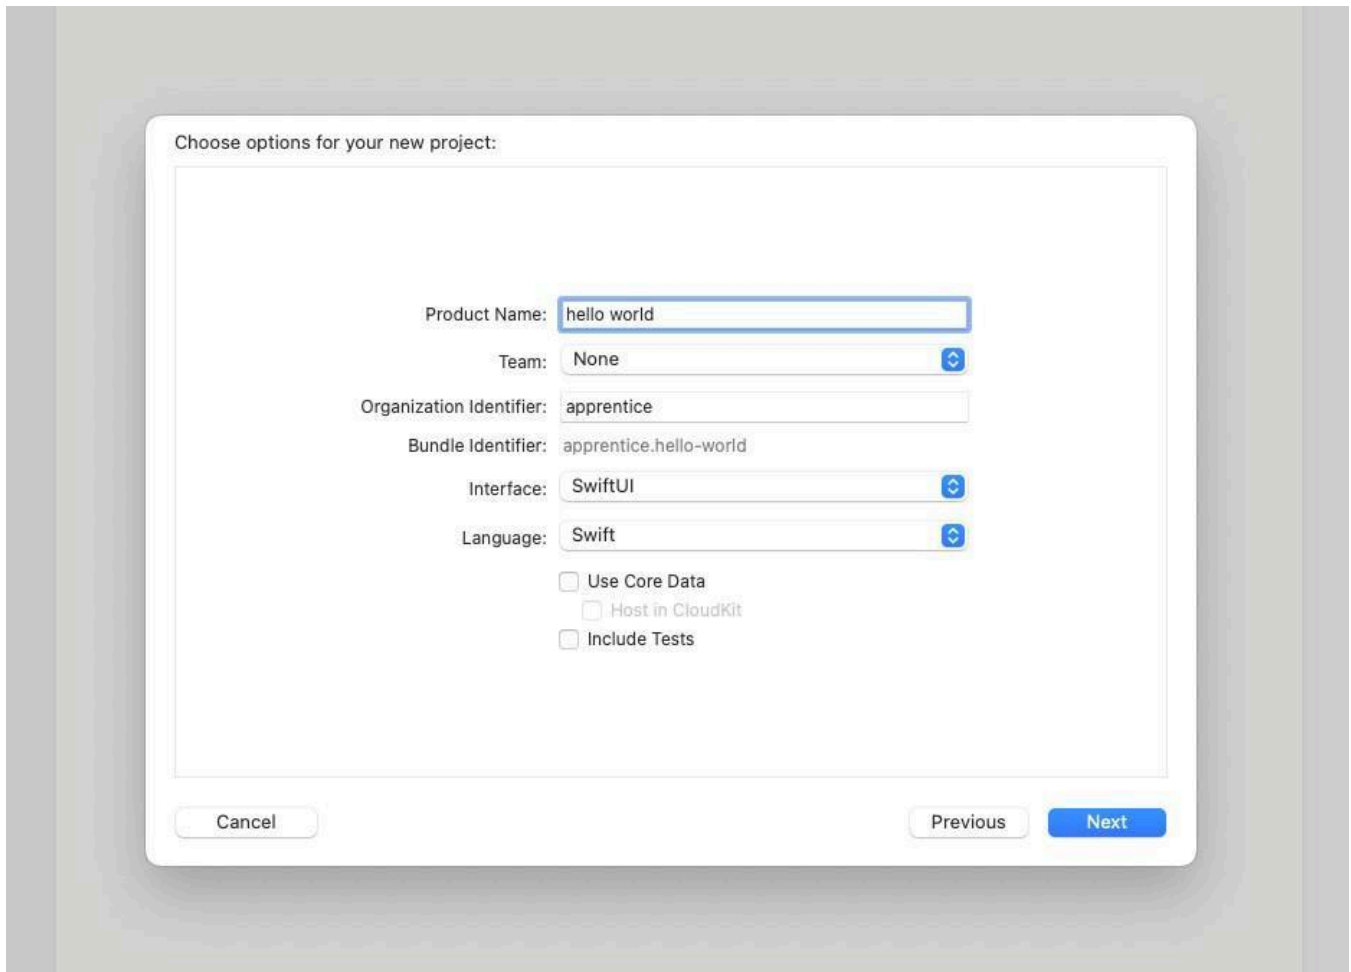 Choose options for your new project:
Product Name: hello world
Team: None
Organization Identifier: apprentice
Bundle Identifier: apprentice.hello-world
Interface: SwiftUI
Language: Swift
Use Core Data
Host in CloudKit
Include Tests
Cancel Previous Next